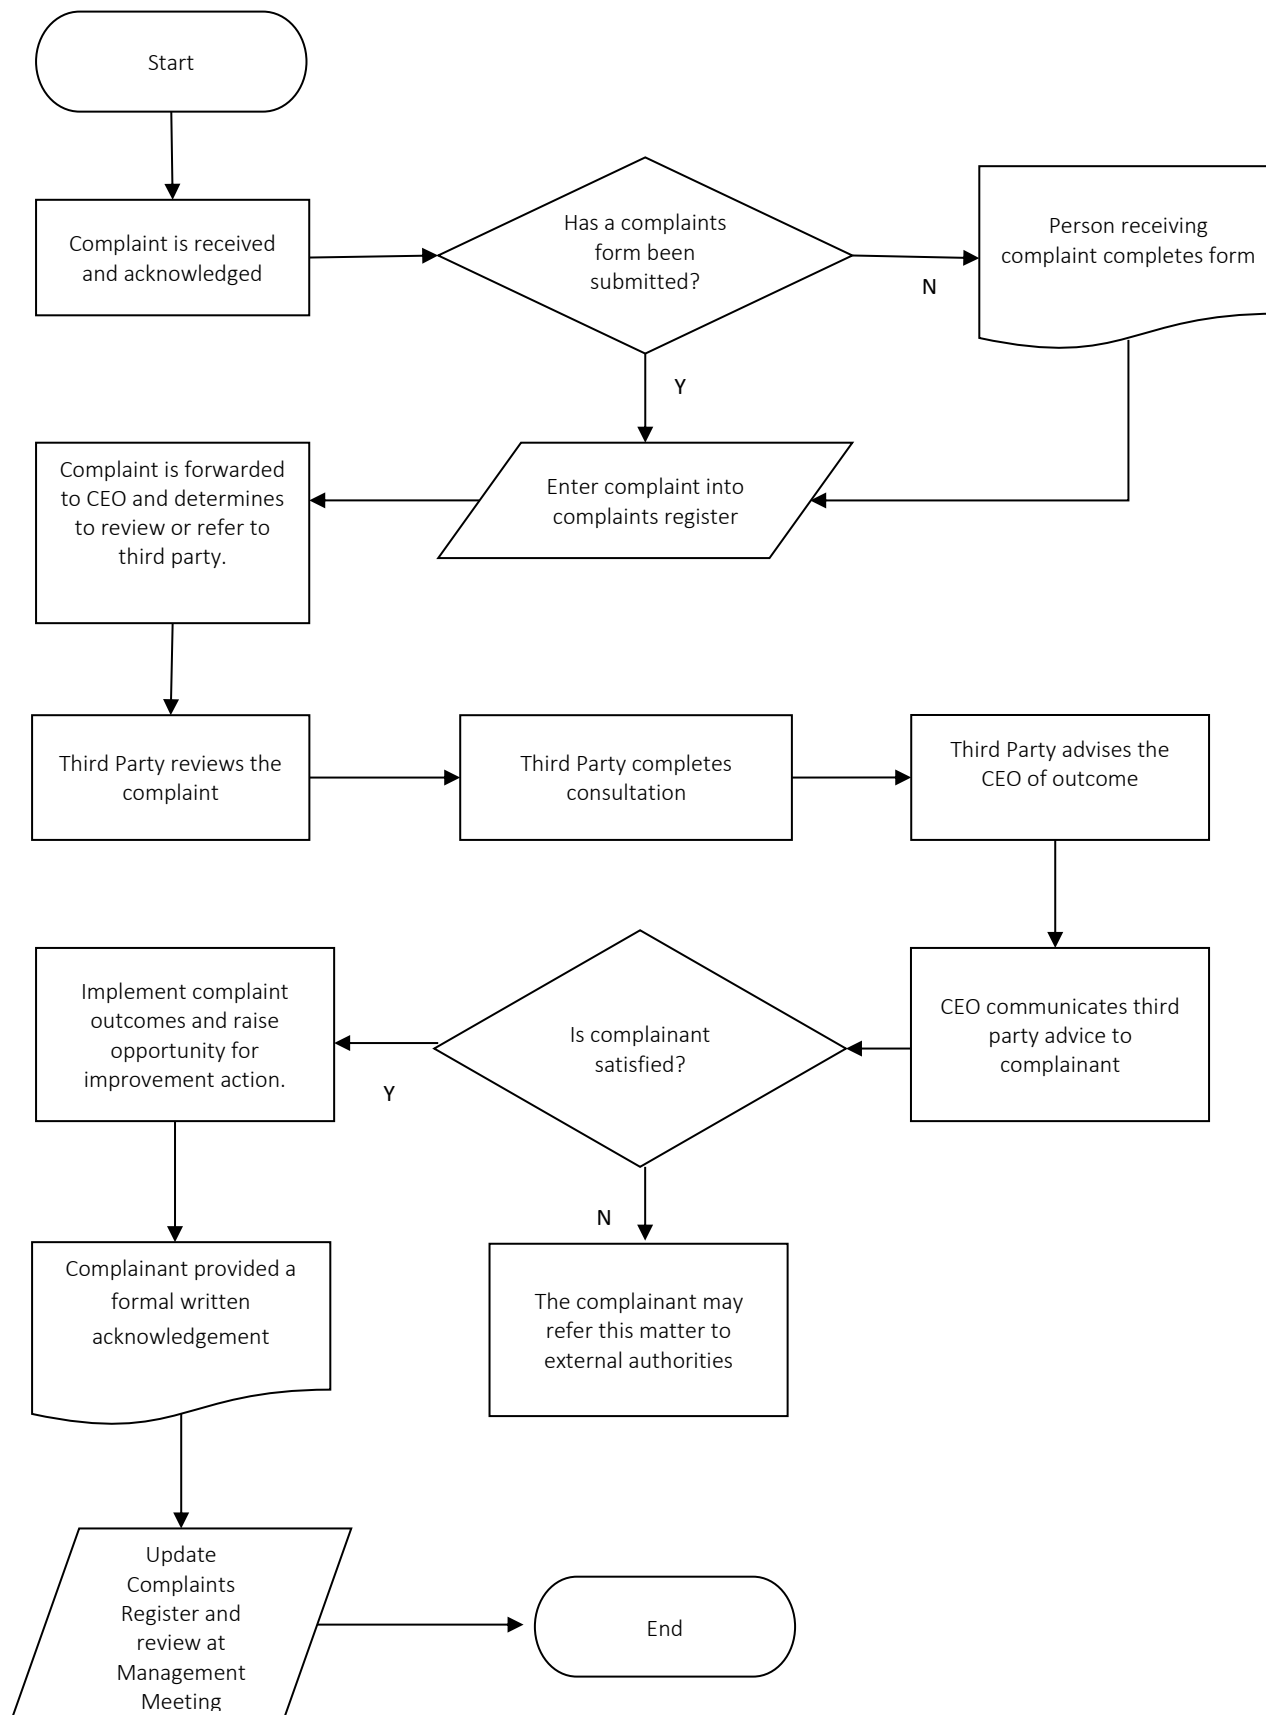 Start
Complaint is received
and acknowledged
Has a complaints
form been
submitted?
N
Person receiving
complaint completes form
Y
Enter complaint into
complaints register
Complaint is forwarded
to CEO and determines
to review or refer to
third party.
Third Party reviews the
complaint
Third Party completes
consultation
Third Party advises the
CEO of outcome
CEO communicates third
party advice to
complainant
Is complainant
satisfied?
Y
Implement complaint
outcomes and raise
opportunity for
improvement action.
N
The complainant may
refer this matter to
external authorities
Complainant provided a
formal written
acknowledgement
Update
Complaints
Register and
review at
Management
Meeting
End